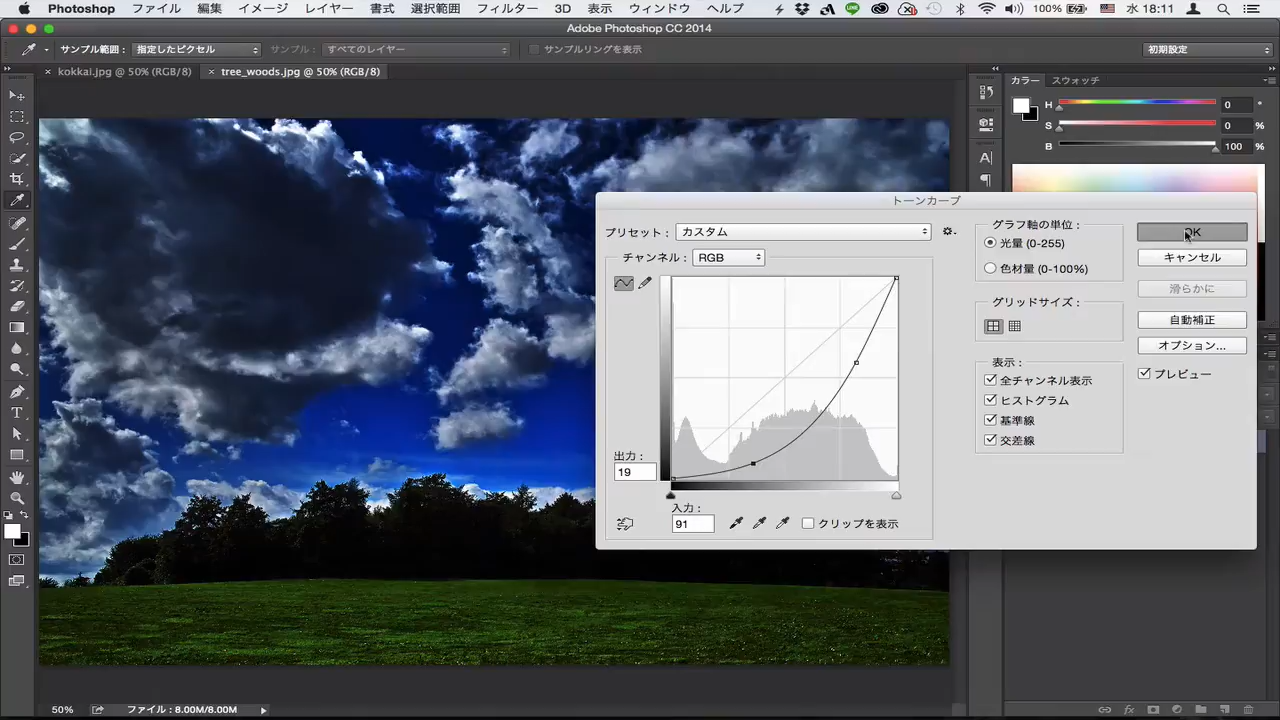 Photoshop ファイル 編集 イメージ レイヤー 書式 選択範囲 フィルター 3D 表示 ウィンドウ ヘルプ 100% 水 18:11
Adobe Photoshop CC 2014
サンプル範囲： 指定したピクセル サンプル： すべてのレイヤー サンプルリングを表示 初期設定
× kokkai.jpg @ 50% (RGB/8) × tree_woods.jpg @ 50% (RGB/8)
カラー スウォッチ
H 0 °
S 0 %
B 100 %
トーンカーブ
プリセット： カスタム
チャンネル： RGB
出力：
19
入力：
91
クリップを表示
グラフ軸の単位：
光量 (0-255)
色材量 (0-100%)
グリッドサイズ：
表示：
全チャンネル表示
ヒストグラム
基準線
交差線
OK
キャンセル
滑らかに
自動補正
オプション...
プレビュー
A|
T
50% ファイル：8.00M/8.00M
fx